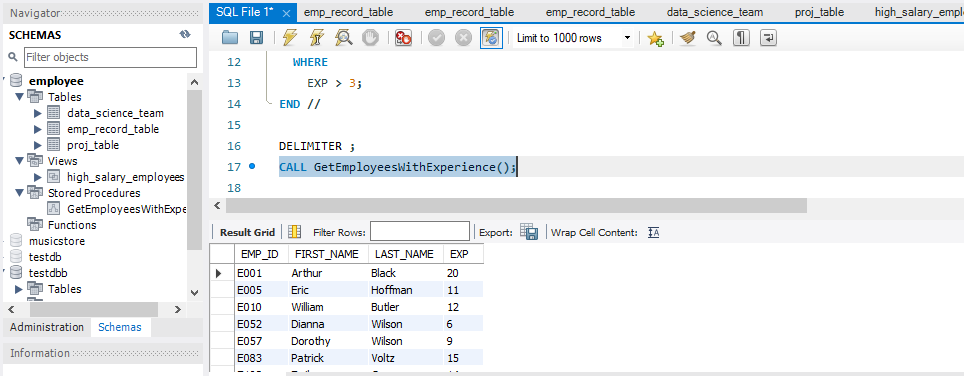 Navigator
SCHEMAS
Filter objects
employee
Tables
data_science_team
emp_record_table
proj_table
Views
high_salary_employees
Stored Procedures
GetEmployeesWithExpe
Functions
musicstore
testdb
testdbb
Tables
Administration Schemas
Information
SQL File 1* emp_record_table emp_record_table emp_record_table data_science_team proj_table high_salary_emplo
Limit to 1000 rows
12 WHERE
13 EXP > 3;
14 END //
15
16 DELIMITER ;
17 CALL GetEmployeesWithExperience();
18
Result Grid Filter Rows: Export: Wrap Cell Content: IA
EMP_ID FIRST_NAME LAST_NAME EXP
E001 Arthur Black 20
E005 Eric Hoffman 11
E010 William Butler 12
E052 Dianna Wilson 6
E057 Dorothy Wilson 9
E083 Patrick Voltz 15